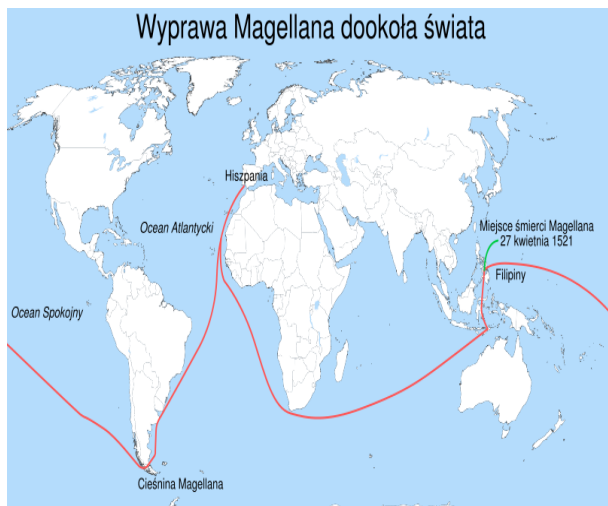 Wyprawa Magellana dookoła świata
Hiszpania
Ocean Atlantycki
Miejsce śmierci Magellana
27 kwietnia 1521
Filipiny
Ocean Spokojny
Cieśnina Magellana